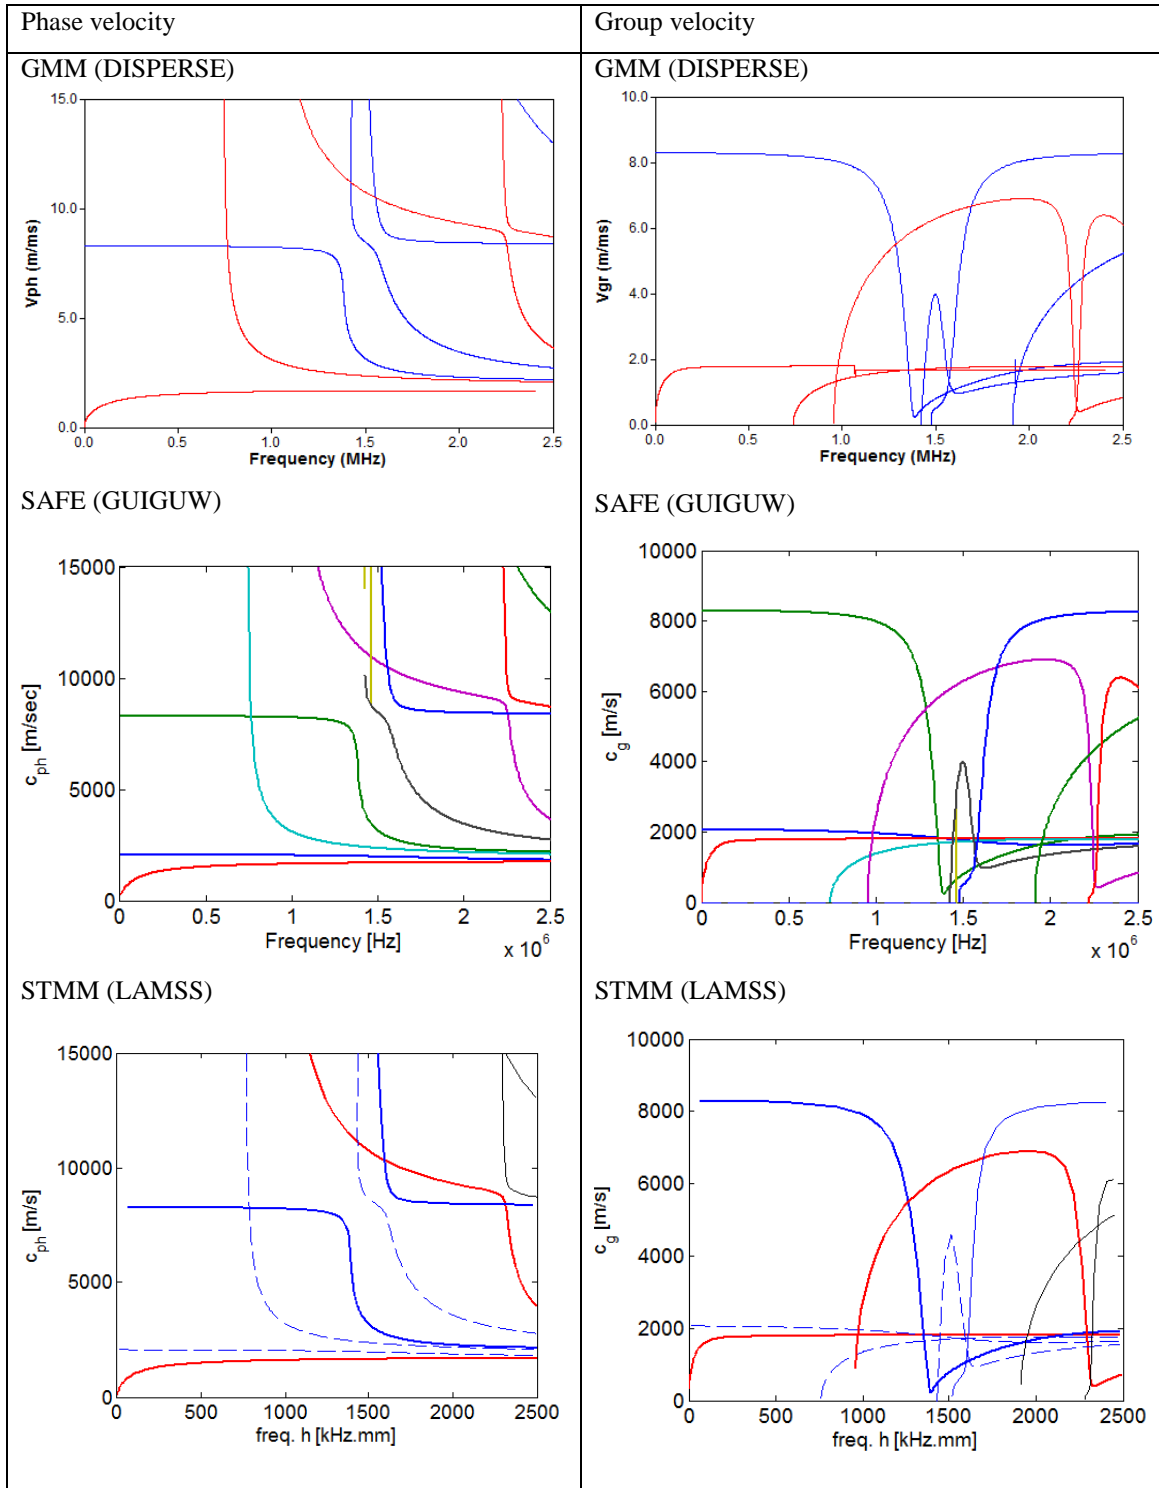 Phase velocity
Group velocity
GMM (DISPERSE)
15.0
10.0
5.0
0.0
Vph (m/ms)
0.0 0.5 1.0 1.5 2.0 2.5
Frequency (MHz)
GMM (DISPERSE)
10.0
8.0
6.0
4.0
2.0
0.0
Vgr (m/ms)
0.0 0.5 1.0 1.5 2.0 2.5
Frequency (MHz)
SAFE (GUIGUW)
15000
10000
5000
0
c_ph [m/sec]
0 0.5 1 1.5 2 2.5
Frequency [Hz]
x 10^6
SAFE (GUIGUW)
10000
8000
6000
4000
2000
0
c_g [m/s]
0 0.5 1 1.5 2 2.5
Frequency [Hz]
x 10^6
STMM (LAMSS)
15000
10000
5000
0
c_ph [m/s]
0 500 1000 1500 2000 2500
freq. h [kHz.mm]
STMM (LAMSS)
10000
8000
6000
4000
2000
0
c_g [m/s]
0 500 1000 1500 2000 2500
freq. h [kHz.mm]